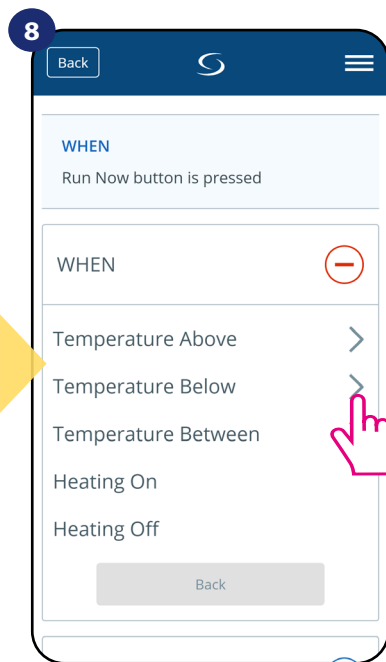 8
Back
WHEN
Run Now button is pressed
WHEN
Temperature Above
Temperature Below
Temperature Between
Heating On
Heating Off
Back